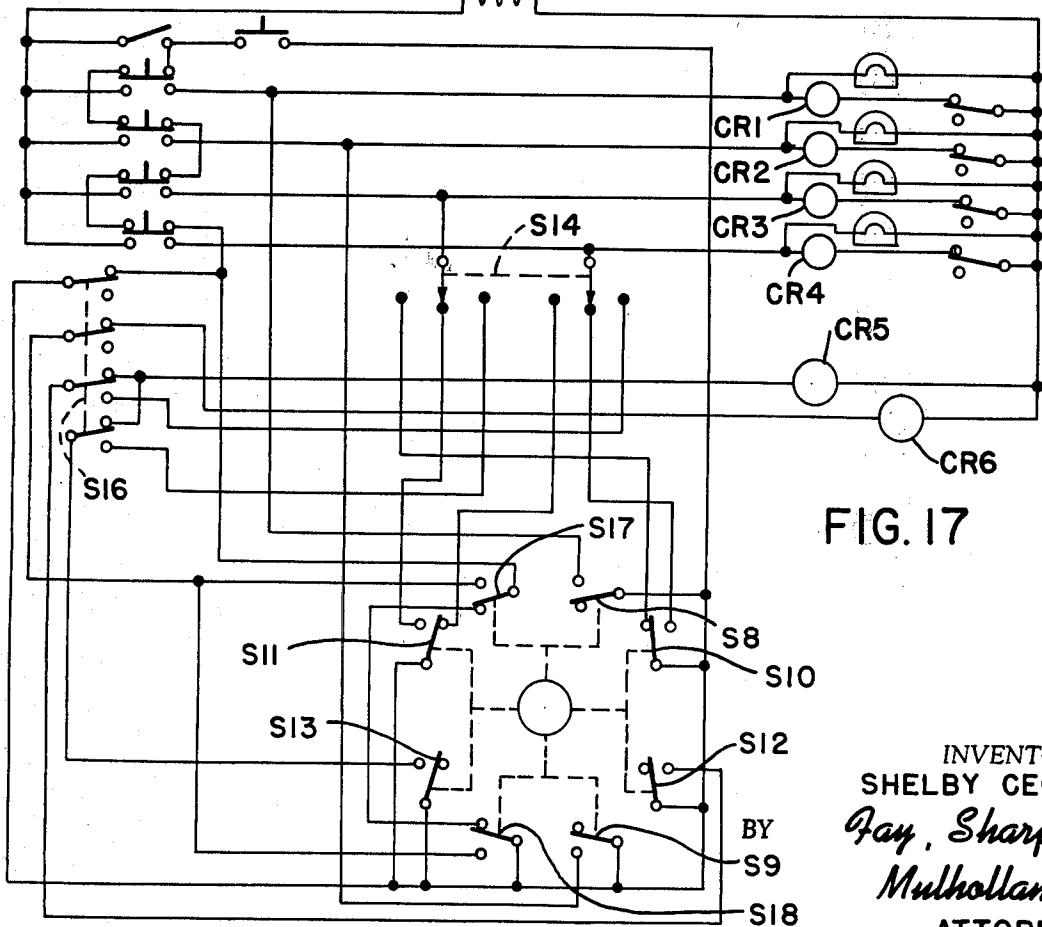 CR1
CR2
CR3
S14
CR4
CR5
S16
CR6
FIG. 17
S17
S8
S11
S10
S13
S12
INVENT
SHELBY CE
BY
Fay, Sharp
S9
Mulhollan
S18
ATTOR